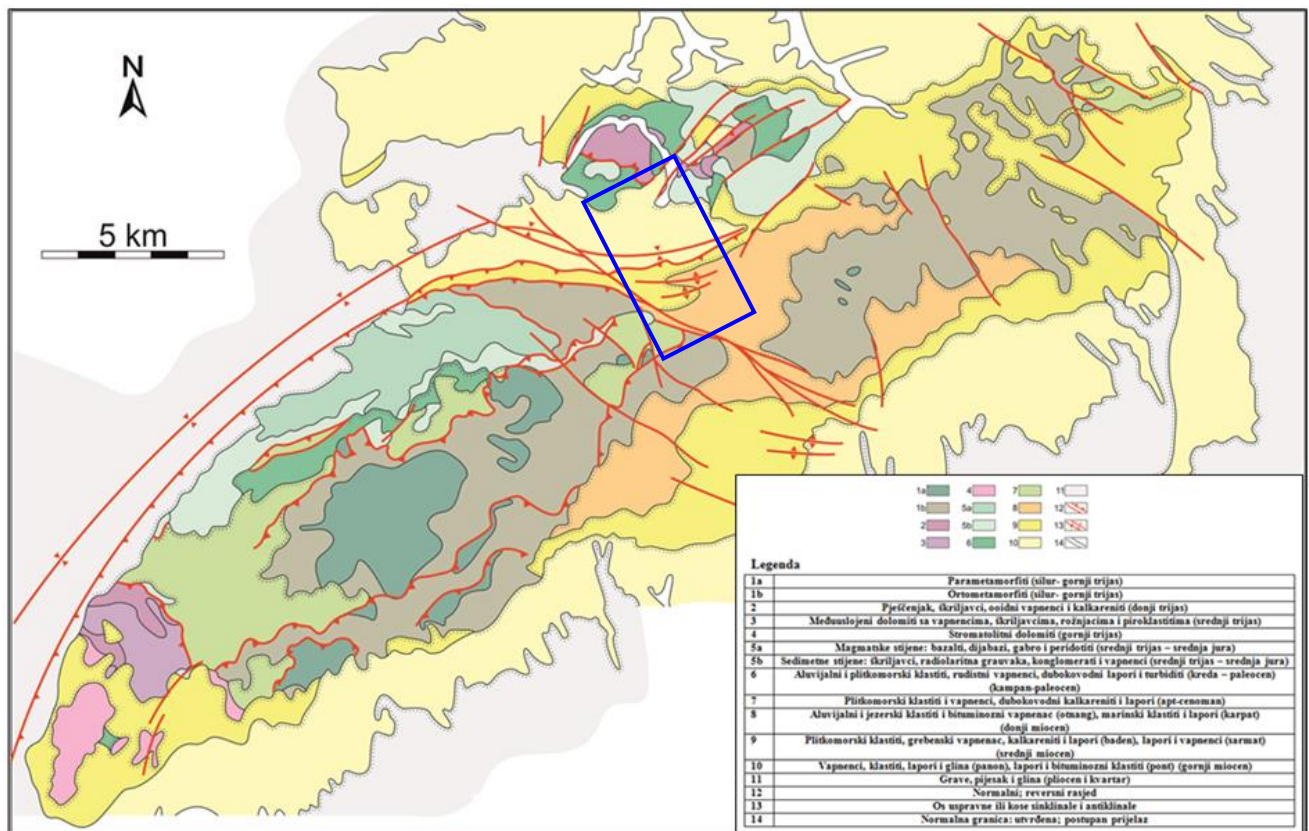 N
5 km
1a 4 7 11
1b 5a 8 12
2 5b 9 13
3 6 10 14
Legenda
1a Parametamorfiti (silur- gornji trijas)
1b Ortometamorfiti (silur- gornji trijas)
2 Pješčenjak, škriljavci, ooidni vapnenci i kalkareniti (donji trijas)
3 Međuuslojeni dolomiti sa vapnencima, škriljavcima, rožnjacima i piroklastitima (srednji trijas)
4 Stromatolitni dolomiti (gornji trijas)
5a Magmatske stijene: bazalti, dijabazi, gabro i peridotiti (srednji trijas – srednja jura)
5b Sedimetne stijene: škriljavci, radiolaritna grauvaka, konglomerati i vapnenci (srednji trijas – srednja jura)
6 Aluvijalni i plitkomorski klastiti, rudistni vapnenci, dubokovodni lapori i turbiditi (kreda – paleocen)
(kampan-paleocen)
7 Plitkomorski klastiti i vapnenci, dubokovodni kalkareniti i lapori (apt-cenoman)
8 Aluvijalni i jezerski klastiti i bituminozni vapnenac (otnang), marinski klastiti i lapori (karpat)
(donji miocen)
9 Plitkomorski klastiti, grebenski vapnenac, kalkareniti i lapori (baden), lapori i vapnenci (sarmat)
(srednji miocen)
10 Vapnenci, klastiti, lapori i glina (panon), lapori i bituminozni klastiti (pont) (gornji miocen)
11 Grave, pijesak i glina (pliocen i kvartar)
12 Normalni; reversni rasjed
13 Os uspravne ili kose sinklinale i antiklinale
14 Normalna granica: utvrđena; postupan prijelaz